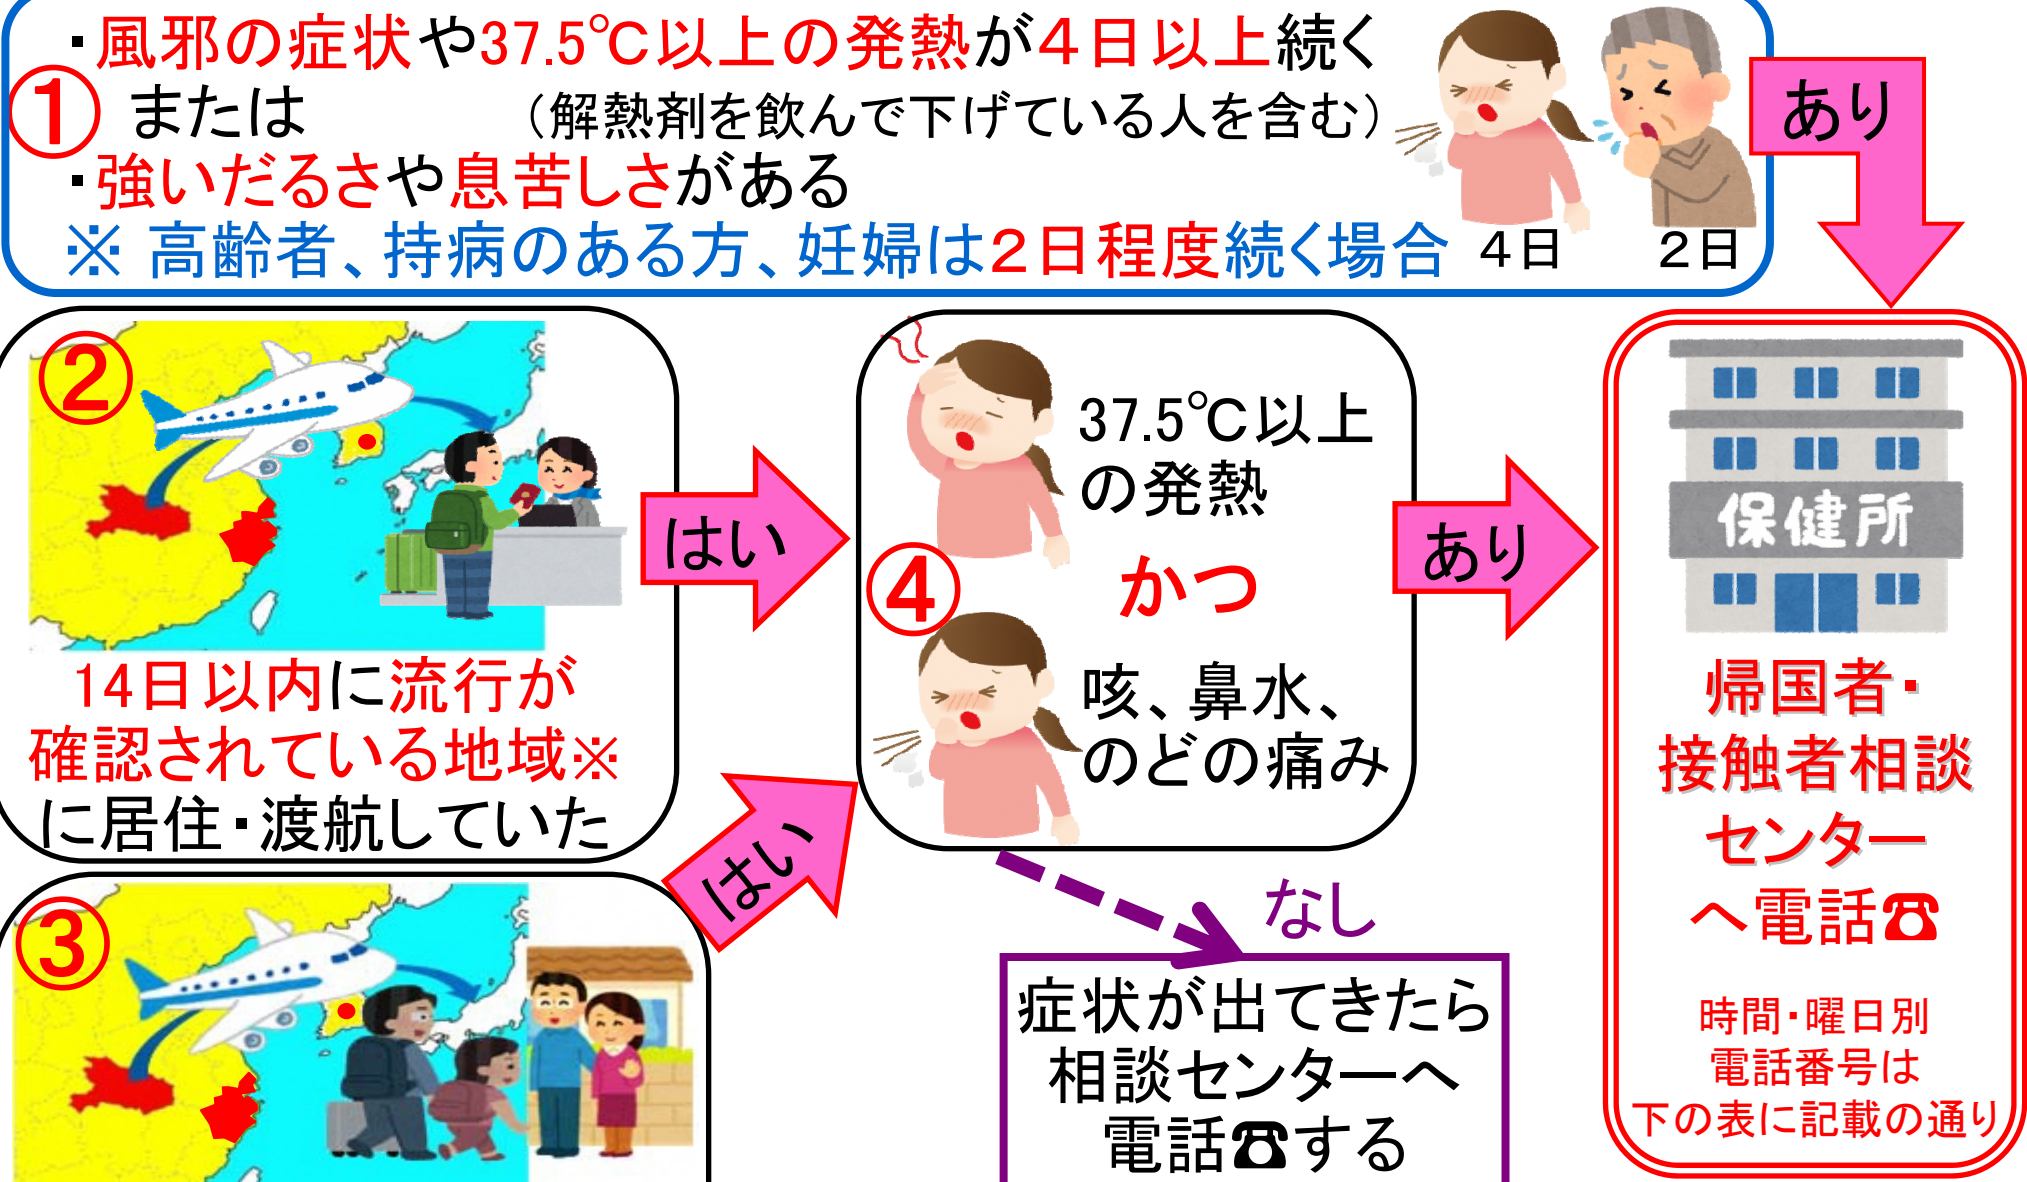 ・風邪の症状や37.5℃以上の発熱が４日以上続く
① または （解熱剤を飲んで下げている人を含む）
・強いだるさや息苦しさがある
※ 高齢者、持病のある方、妊婦は２日程度続く場合
４日 ２日
あり
②
14日以内に流行が
確認されている地域※
に居住・渡航していた
はい
④
37.5℃以上
の発熱
かつ
咳、鼻水、
のどの痛み
あり
保健所
帰国者・
接触者相談
センター
へ電話☎
時間・曜日別
電話番号は
下の表に記載の通り
③
はい
なし
症状が出てきたら
相談センターへ
電話☎する